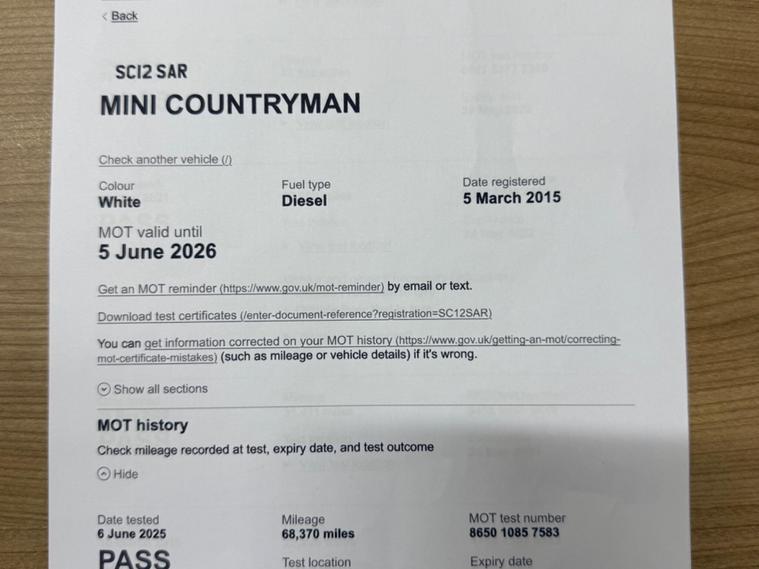 Back
SC12 SAR
MINI COUNTRYMAN
Check another vehicle (/)
Colour Fuel type Date registered
White Diesel 5 March 2015
MOT valid until
5 June 2026
Get an MOT reminder (https://www.gov.uk/mot-reminder) by email or text.
Download test certificates (/enter-document-reference?registration=SC12SAR)
You can get information corrected on your MOT history (https://www.gov.uk/getting-an-mot/correcting-
mot-certificate-mistakes) (such as mileage or vehicle details) if it's wrong.
Show all sections
MOT history
Check mileage recorded at test, expiry date, and test outcome
Hide
Date tested Mileage MOT test number
6 June 2025 68,370 miles 8650 1085 7583
PASS Test location Expiry date